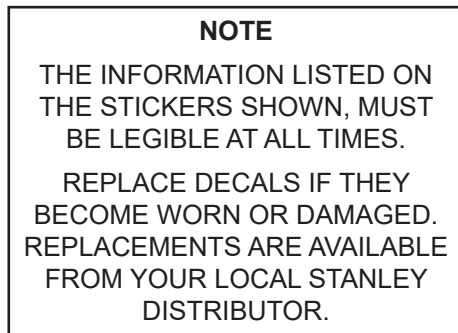 NOTE
THE INFORMATION LISTED ON
THE STICKERS SHOWN, MUST
BE LEGIBLE AT ALL TIMES.
REPLACE DECALS IF THEY
BECOME WORN OR DAMAGED.
REPLACEMENTS ARE AVAILABLE
FROM YOUR LOCAL STANLEY
DISTRIBUTOR.